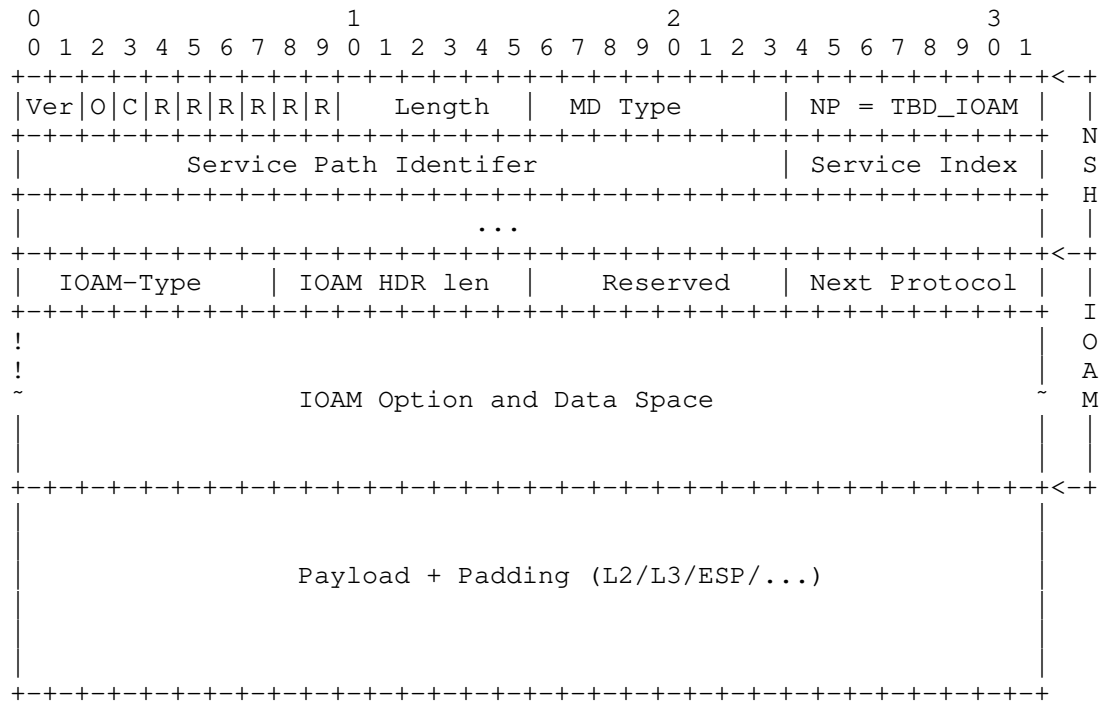 0                   1                   2                   3
 0 1 2 3 4 5 6 7 8 9 0 1 2 3 4 5 6 7 8 9 0 1 2 3 4 5 6 7 8 9 0 1
+-+-+-+-+-+-+-+-+-+-+-+-+-+-+-+-+-+-+-+-+-+-+-+-+-+-+-+-+-+-+-+-+<-+
|Ver|O|C|R|R|R|R|R|R|   Length  |  MD Type      | NP = TBD_IOAM |  |
+-+-+-+-+-+-+-+-+-+-+-+-+-+-+-+-+-+-+-+-+-+-+-+-+-+-+-+-+-+-+-+-+  N
|          Service Path Identifer               | Service Index |  S
+-+-+-+-+-+-+-+-+-+-+-+-+-+-+-+-+-+-+-+-+-+-+-+-+-+-+-+-+-+-+-+-+  H
|                            ...                                |  |
+-+-+-+-+-+-+-+-+-+-+-+-+-+-+-+-+-+-+-+-+-+-+-+-+-+-+-+-+-+-+-+-+<-+
|  IOAM-Type    | IOAM HDR len  |    Reserved   | Next Protocol |  |
+-+-+-+-+-+-+-+-+-+-+-+-+-+-+-+-+-+-+-+-+-+-+-+-+-+-+-+-+-+-+-+-+  I
!                                                               |  O
!                                                               |  A
~                 IOAM Option and Data Space                    ~  M
|                                                               |  |
|                                                               |  |
+-+-+-+-+-+-+-+-+-+-+-+-+-+-+-+-+-+-+-+-+-+-+-+-+-+-+-+-+-+-+-+-+<-+
|                                                               |
|                                                               |
|                 Payload + Padding (L2/L3/ESP/...)             |
|                                                               |
|                                                               |
|                                                               |
+-+-+-+-+-+-+-+-+-+-+-+-+-+-+-+-+-+-+-+-+-+-+-+-+-+-+-+-+-+-+-+-+